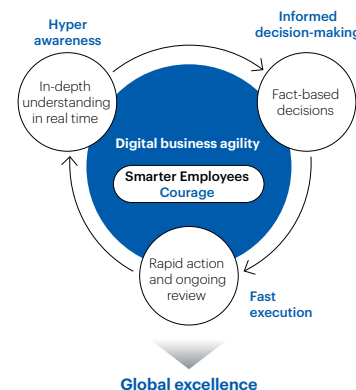 Hyper
awareness
Informed
decision-making
In-depth
understanding
in real time
Fact-based
decisions
Digital business agility
Smarter Employees
Courage
Rapid action
and ongoing
review
Fast
execution
Global excellence